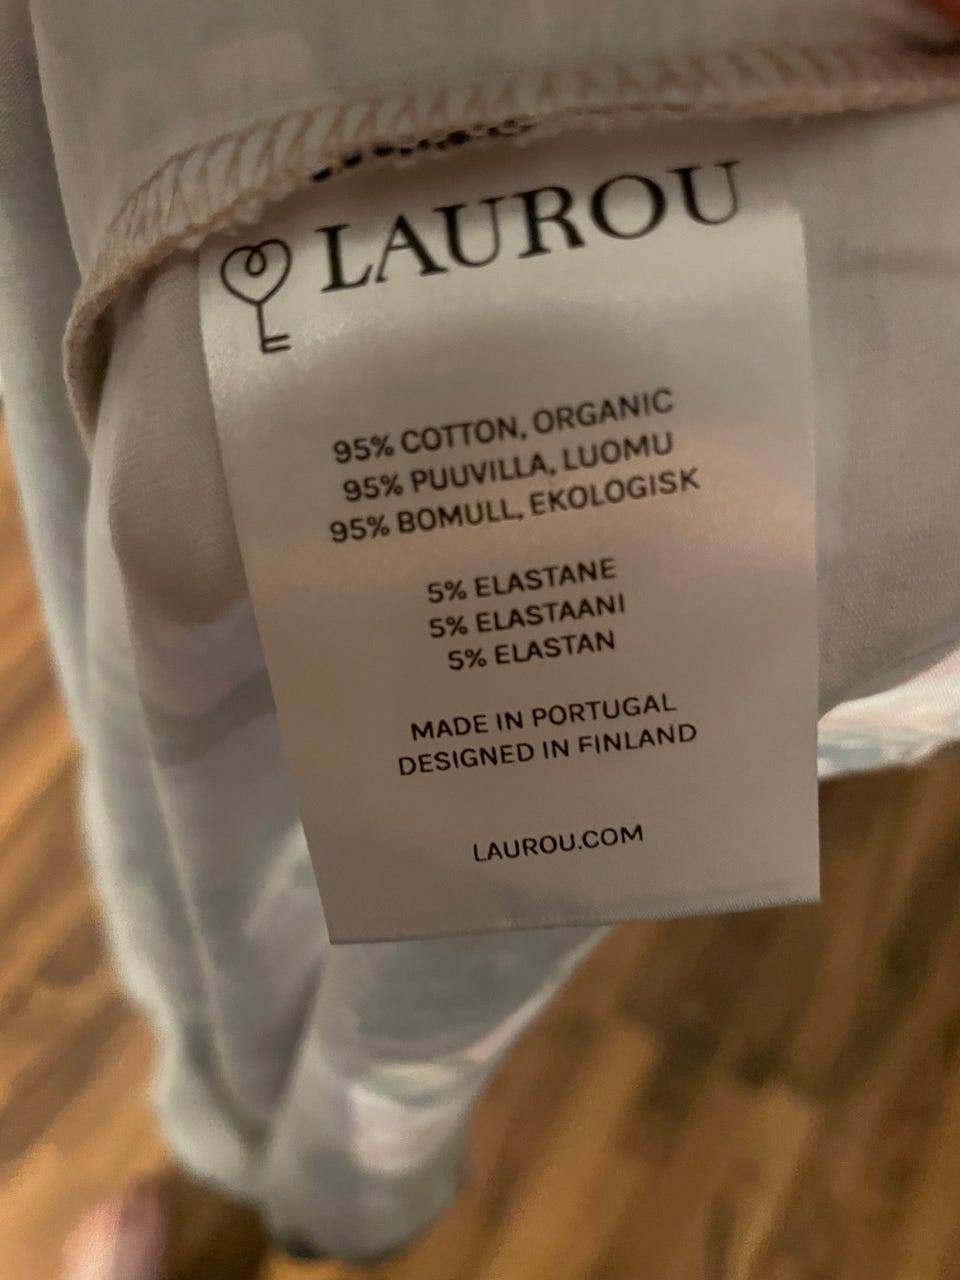 LAUROU
95% COTTON, ORGANIC
95% PUUVILLA, LUOMU
95% BOMULL, EKOLOGISK
5% ELASTANE
5% ELASTAANI
5% ELASTAN
MADE IN PORTUGAL
DESIGNED IN FINLAND
LAUROU.COM